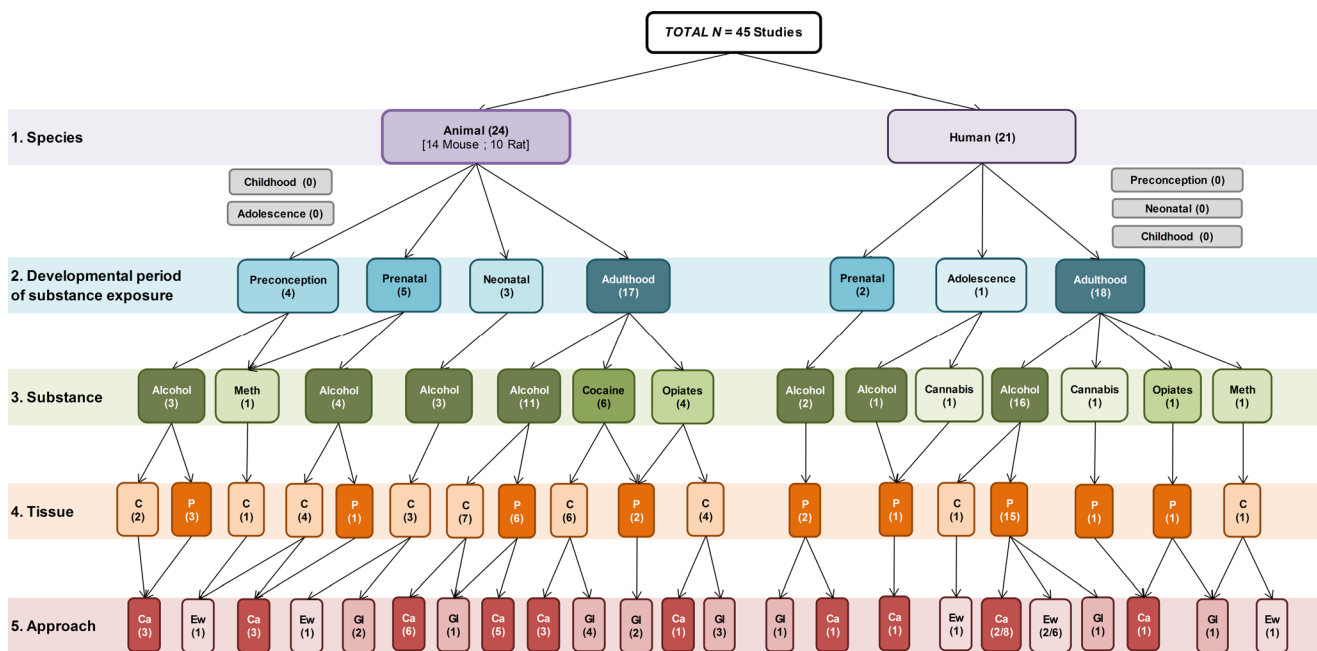 TOTAL N = 45 Studies
1. Species
Animal (24)
[14 Mouse ; 10 Rat]
Human (21)
Childhood (0)
Adolescence (0)
Preconception (0)
Neonatal (0)
Childhood (0)
2. Developmental period
of substance exposure
Preconception
(4)
Prenatal
(5)
Neonatal
(3)
Adulthood
(17)
Prenatal
(2)
Adolescence
(1)
Adulthood
(18)
3. Substance
Alcohol
(3)
Meth
(1)
Alcohol
(4)
Alcohol
(3)
Alcohol
(11)
Cocaine
(6)
Opiates
(4)
Alcohol
(2)
Alcohol
(1)
Cannabis
(1)
Alcohol
(16)
Cannabis
(1)
Opiates
(1)
Meth
(1)
4. Tissue
C
(2)
P
(3)
C
(1)
C
(4)
P
(1)
C
(3)
C
(7)
P
(6)
C
(6)
P
(2)
C
(4)
P
(2)
P
(1)
C
(1)
P
(15)
P
(1)
P
(1)
C
(1)
5. Approach
Ca
(3)
Ew
(1)
Ca
(3)
Ew
(1)
Gl
(2)
Ca
(6)
Gl
(1)
Ca
(5)
Ca
(3)
Gl
(4)
Gl
(2)
Ca
(1)
Gl
(3)
Gl
(1)
Ca
(1)
Ca
(1)
Ew
(1)
Ca
(2/8)
Ew
(2/6)
Gl
(1)
Ca
(1)
Gl
(1)
Ew
(1)